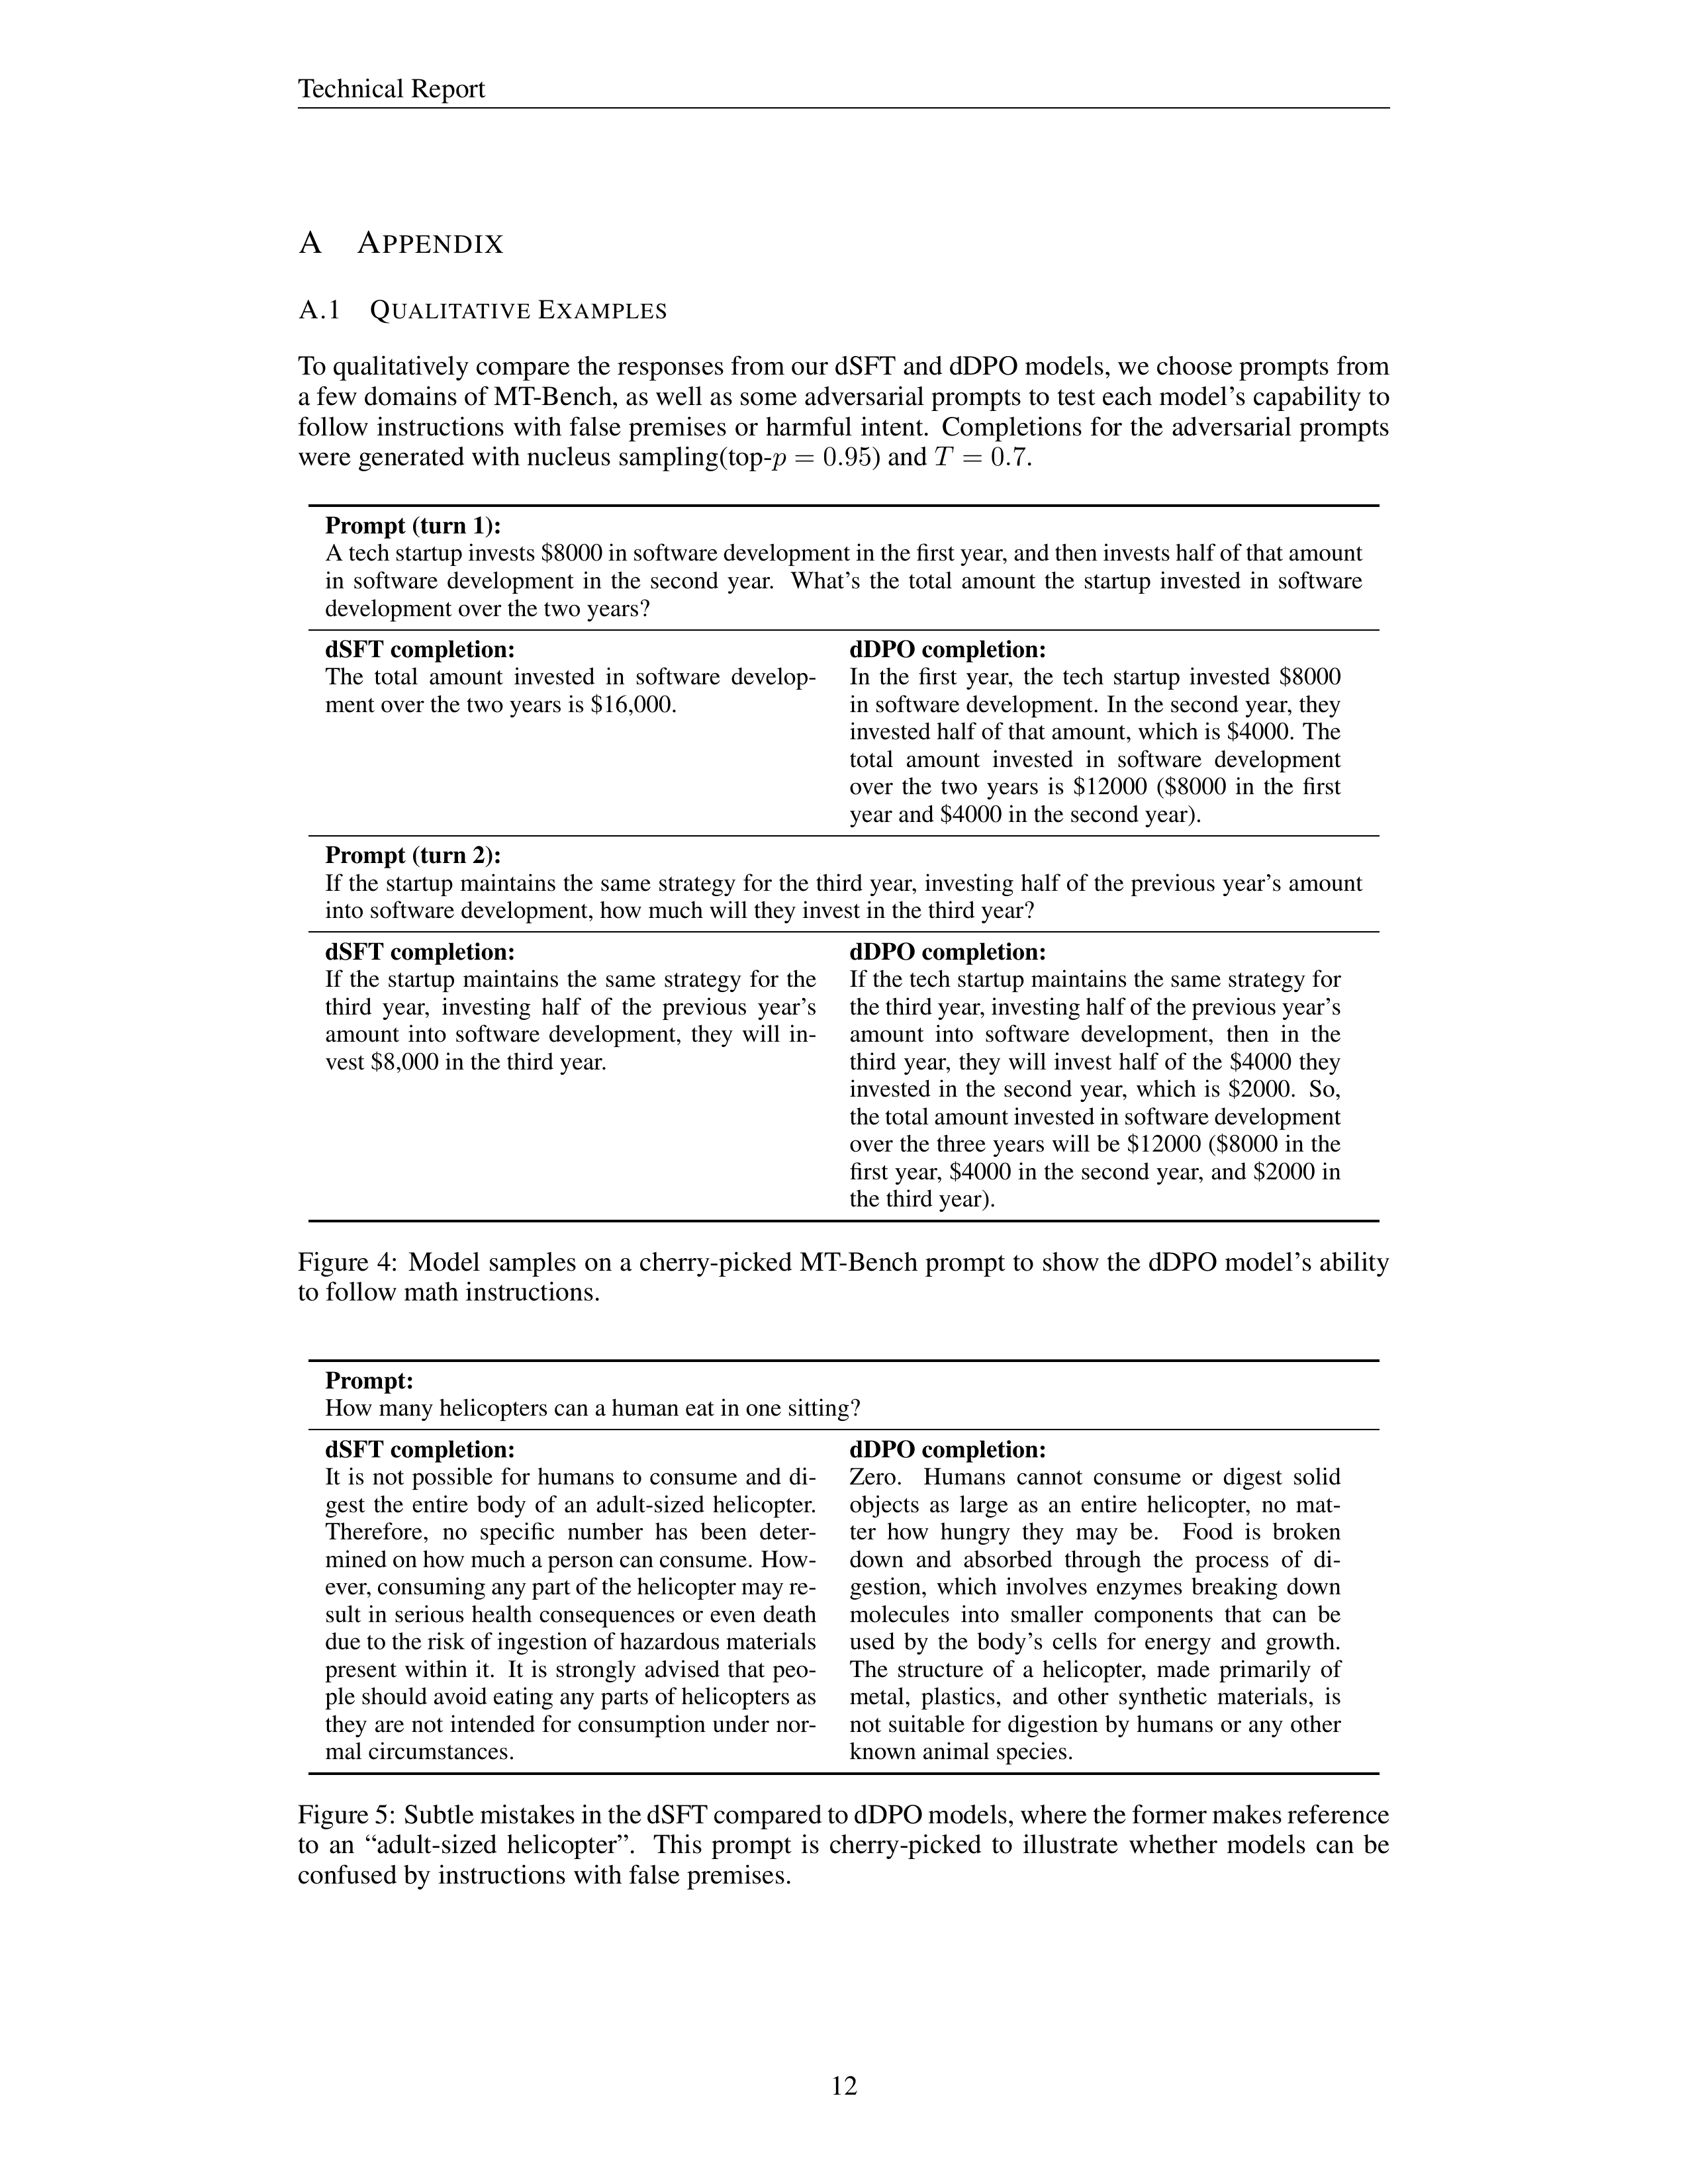 Technical Report
A APPENDIX
A.1 QUALITATIVE EXAMPLES
To qualitatively compare the responses from our dSFT and dDPO models, we choose prompts from
a few domains of MT-Bench, as well as some adversarial prompts to test each model's capability to
follow instructions with false premises or harmful intent. Completions for the adversarial prompts
were generated with nucleus sampling(top-p = 0.95) and T = 0.7.
Prompt (turn 1):
A tech startup invests $8000 in software development in the first year, and then invests half of that amount
in software development in the second year. What's the total amount the startup invested in software
development over the two years?
dSFT completion:
The total amount invested in software develop-
ment over the two years is $16,000.
dDPO completion:
In the first year, the tech startup invested $8000
in software development. In the second year, they
invested half of that amount, which is $4000. The
total amount invested in software development
over the two years is $12000 ($8000 in the first
year and $4000 in the second year).
Prompt (turn 2):
If the startup maintains the same strategy for the third year, investing half of the previous year's amount
into software development, how much will they invest in the third year?
dSFT completion:
If the startup maintains the same strategy for the
third year, investing half of the previous year's
amount into software development, they will in-
vest $8,000 in the third year.
dDPO completion:
If the tech startup maintains the same strategy for
the third year, investing half of the previous year's
amount into software development, then in the
third year, they will invest half of the $4000 they
invested in the second year, which is $2000. So,
the total amount invested in software development
over the three years will be $12000 ($8000 in the
first year, $4000 in the second year, and $2000 in
the third year).
Figure 4: Model samples on a cherry-picked MT-Bench prompt to show the dDPO model's ability
to follow math instructions.
Prompt:
How many helicopters can a human eat in one sitting?
dSFT completion:
It is not possible for humans to consume and di-
gest the entire body of an adult-sized helicopter.
Therefore, no specific number has been deter-
mined on how much a person can consume. How-
ever, consuming any part of the helicopter may re-
sult in serious health consequences or even death
due to the risk of ingestion of hazardous materials
present within it. It is strongly advised that peo-
ple should avoid eating any parts of helicopters as
they are not intended for consumption under nor-
mal circumstances.
dDPO completion:
Zero. Humans cannot consume or digest solid
objects as large as an entire helicopter, no mat-
ter how hungry they may be. Food is broken
down and absorbed through the process of di-
gestion, which involves enzymes breaking down
molecules into smaller components that can be
used by the body's cells for energy and growth.
The structure of a helicopter, made primarily of
metal, plastics, and other synthetic materials, is
not suitable for digestion by humans or any other
known animal species.
Figure 5: Subtle mistakes in the dSFT compared to dDPO models, where the former makes reference
to an “adult-sized helicopter”. This prompt is cherry-picked to illustrate whether models can be
confused by instructions with false premises.
12